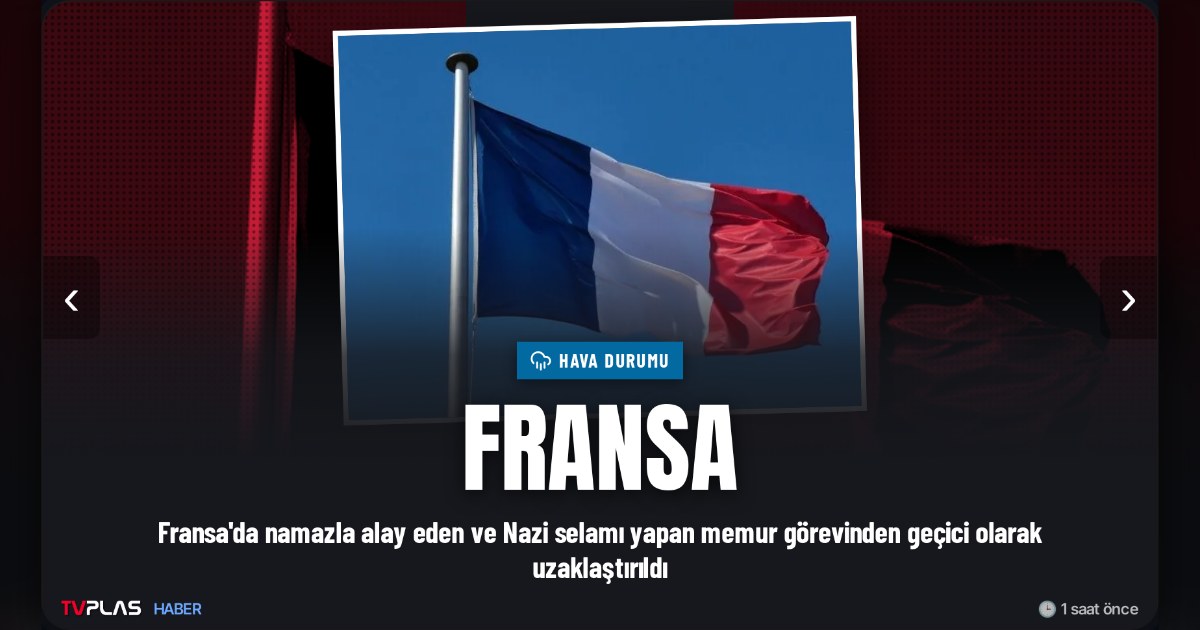 HAVA DURUMU
FRANSA
Fransa'da namazla alay eden ve Nazi selamı yapan memur görevinden geçici olarak
uzaklaştırıldı
TVPLAS HABER
1 saat önce